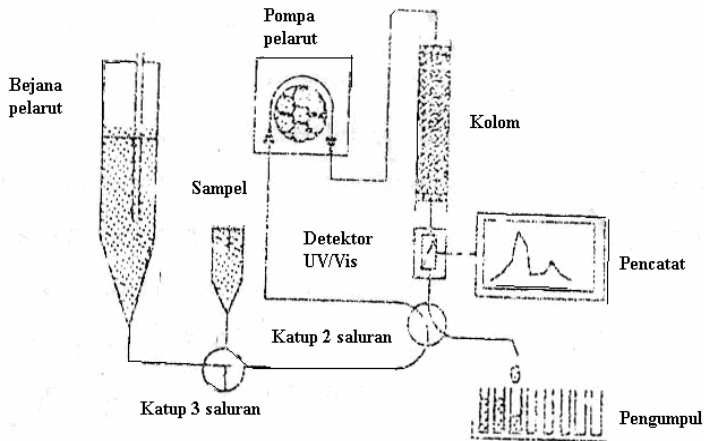 Pompa
pelarut
Bejana
pelarut
Kolom
Sampel
Detektor
UV/Vis
Pencatat
Katup 2 saluran
Katup 3 saluran
Pengumpul